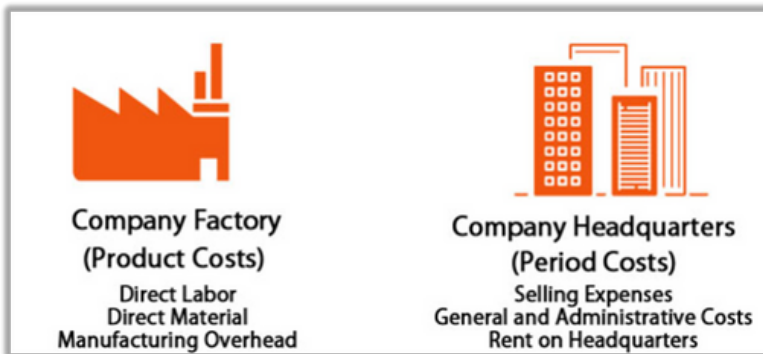 Company Factory
(Product Costs)
Direct Labor
Direct Material
Manufacturing Overhead
Company Headquarters
(Period Costs)
Selling Expenses
General and Administrative Costs
Rent on Headquarters